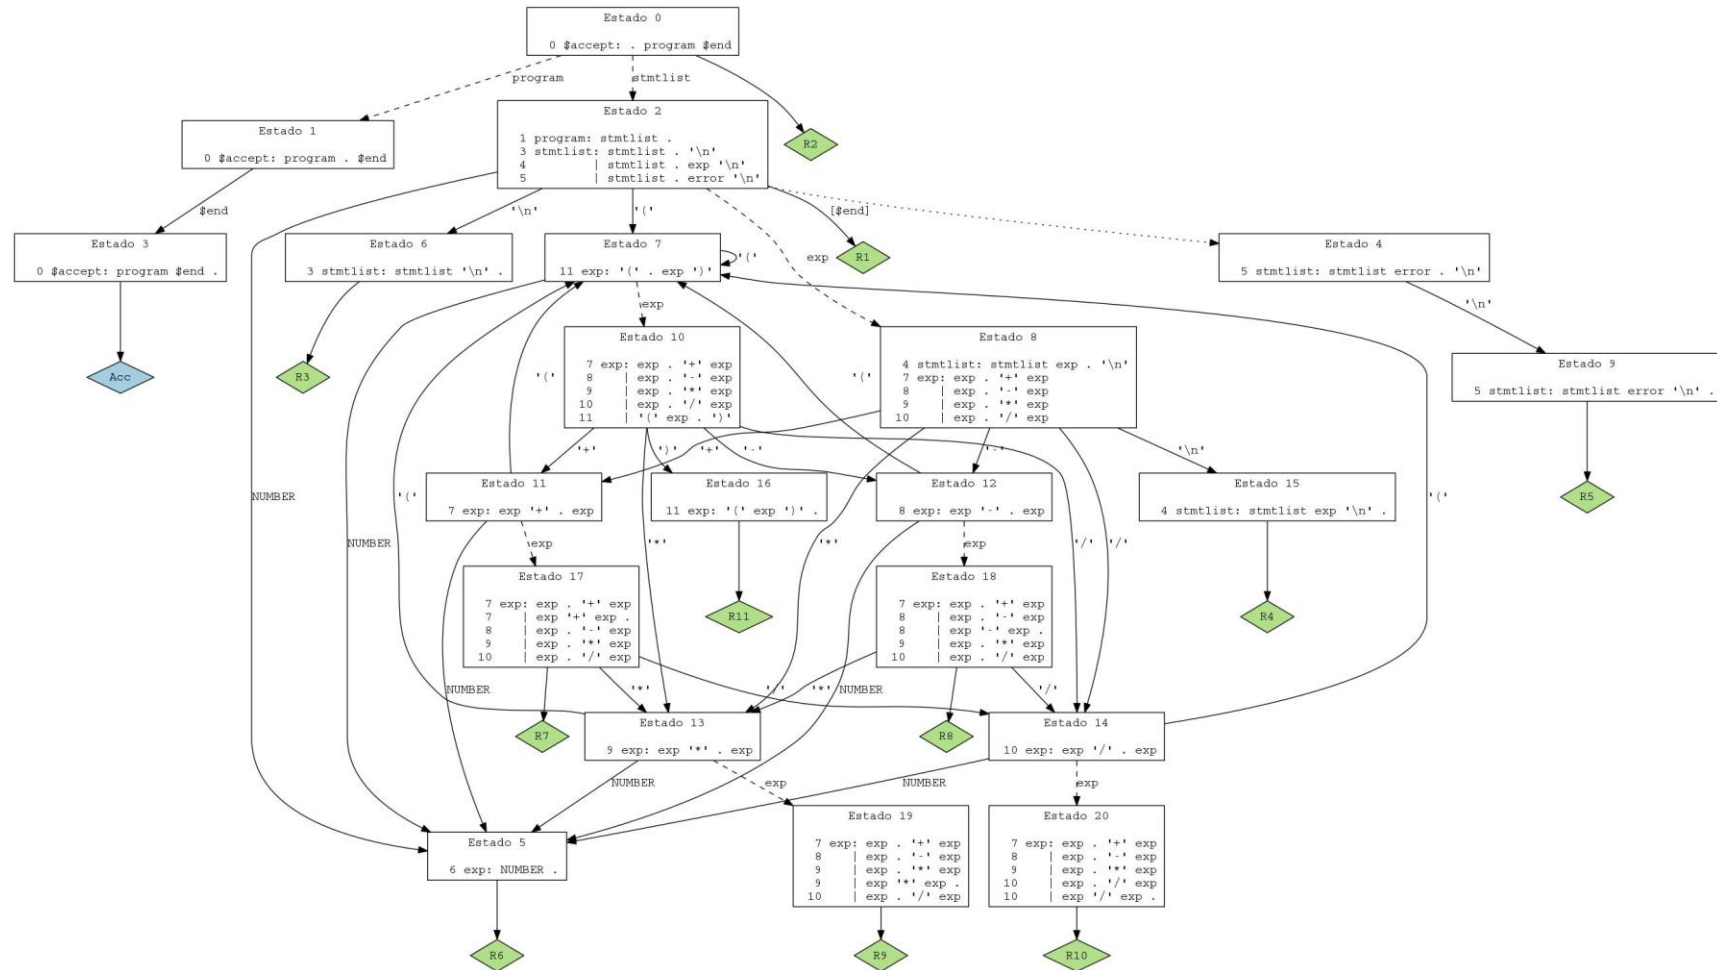 Estado 0
0 $accept: . program $end
program
stmtlist
Estado 1
0 $accept: program . $end
Estado 2
1 program: stmtlist .
3 stmtlist: stmtlist . '\n'
4 | stmtlist . exp '\n'
5 | stmtlist . error '\n'
R2
$end
'\n'
'('
[$end]
Estado 3
0 $accept: program $end .
Estado 6
3 stmtlist: stmtlist '\n' .
Estado 7
11 exp: '(' . exp ')'
'('
R1
exp
Estado 4
5 stmtlist: stmtlist error . '\n'
exp
'\n'
Acc
R3
'('
Estado 10
7 exp: exp . '+' exp
8 | exp . '-' exp
9 | exp . '*' exp
10 | exp . '/' exp
11 | '(' exp . ')'
'('
Estado 8
4 stmtlist: stmtlist exp . '\n'
7 exp: exp . '+' exp
8 | exp . '-' exp
9 | exp . '*' exp
10 | exp . '/' exp
Estado 9
5 stmtlist: stmtlist error '\n' .
'+'
')'
'+'
'-'
'-'
'\n'
NUMBER
'('
Estado 11
7 exp: exp '+' . exp
Estado 16
11 exp: '(' exp ')' .
Estado 12
8 exp: exp '-' . exp
Estado 15
4 stmtlist: stmtlist exp '\n' .
R5
'('
NUMBER
exp
'*'
'*'
exp
'/'
'/'
Estado 17
7 exp: exp . '+' exp
7 | exp '+' exp .
8 | exp . '-' exp
9 | exp . '*' exp
10 | exp . '/' exp
R11
Estado 18
7 exp: exp . '+' exp
8 | exp . '-' exp
8 | exp '-' exp .
9 | exp . '*' exp
10 | exp . '/' exp
R4
NUMBER
'*'
'/'
'*'
NUMBER
'/'
R7
Estado 13
9 exp: exp '*' . exp
R8
Estado 14
10 exp: exp '/' . exp
NUMBER
exp
NUMBER
exp
Estado 5
6 exp: NUMBER .
Estado 19
7 exp: exp . '+' exp
8 | exp . '-' exp
9 | exp . '*' exp
9 | exp '*' exp .
10 | exp . '/' exp
Estado 20
7 exp: exp . '+' exp
8 | exp . '-' exp
9 | exp . '*' exp
10 | exp . '/' exp
10 | exp '/' exp .
R6
R9
R10